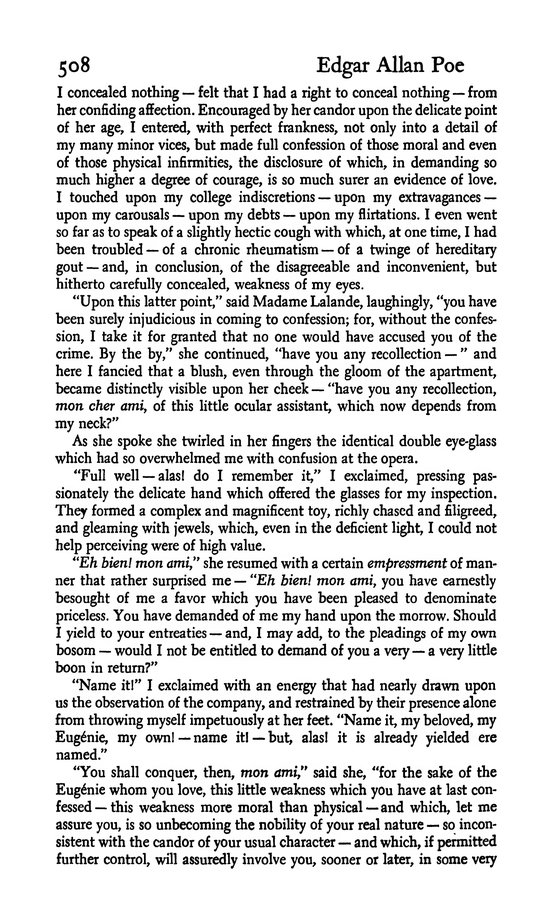 508 Edgar Allan Poe
I concealed nothing — felt that I had a right to conceal nothing — from
her confiding affection. Encouraged by her candor upon the delicate point
of her age, I entered, with perfect frankness, not only into a detail of
my many minor vices, but made full confession of those moral and even
of those physical infirmities, the disclosure of which, in demanding so
much higher a degree of courage, is so much surer an evidence of love.
I touched upon my college indiscretions — upon my extravagances —
upon my carousals — upon my debts — upon my flirtations. I even went
so far as to speak of a slightly hectic cough with which, at one time, I had
been troubled — of a chronic rheumatism — of a twinge of hereditary
gout — and, in conclusion, of the disagreeable and inconvenient, but
hitherto carefully concealed, weakness of my eyes.
"Upon this latter point," said Madame Lalande, laughingly, "you have
been surely injudicious in coming to confession; for, without the confes-
sion, I take it for granted that no one would have accused you of the
crime. By the by," she continued, "have you any recollection — " and
here I fancied that a blush, even through the gloom of the apartment,
became distinctly visible upon her cheek — "have you any recollection,
mon cher ami, of this little ocular assistant, which now depends from
my neck?"
As she spoke she twirled in her fingers the identical double eye-glass
which had so overwhelmed me with confusion at the opera.
"Full well — alas! do I remember it," I exclaimed, pressing pas-
sionately the delicate hand which offered the glasses for my inspection.
They formed a complex and magnificent toy, richly chased and filigreed,
and gleaming with jewels, which, even in the deficient light, I could not
help perceiving were of high value.
"Eh bien! mon ami," she resumed with a certain empressment of man-
ner that rather surprised me — "Eh bien! mon ami, you have earnestly
besought of me a favor which you have been pleased to denominate
priceless. You have demanded of me my hand upon the morrow. Should
I yield to your entreaties — and, I may add, to the pleadings of my own
bosom — would I not be entitled to demand of you a very — a very little
boon in return?"
"Name it!" I exclaimed with an energy that had nearly drawn upon
us the observation of the company, and restrained by their presence alone
from throwing myself impetuously at her feet. "Name it, my beloved, my
Eugénie, my own! — name it! — but, alas! it is already yielded ere
named."
"You shall conquer, then, mon ami," said she, "for the sake of the
Eugénie whom you love, this little weakness which you have at last con-
fessed — this weakness more moral than physical — and which, let me
assure you, is so unbecoming the nobility of your real nature — so incon-
sistent with the candor of your usual character — and which, if permitted
further control, will assuredly involve you, sooner or later, in some very